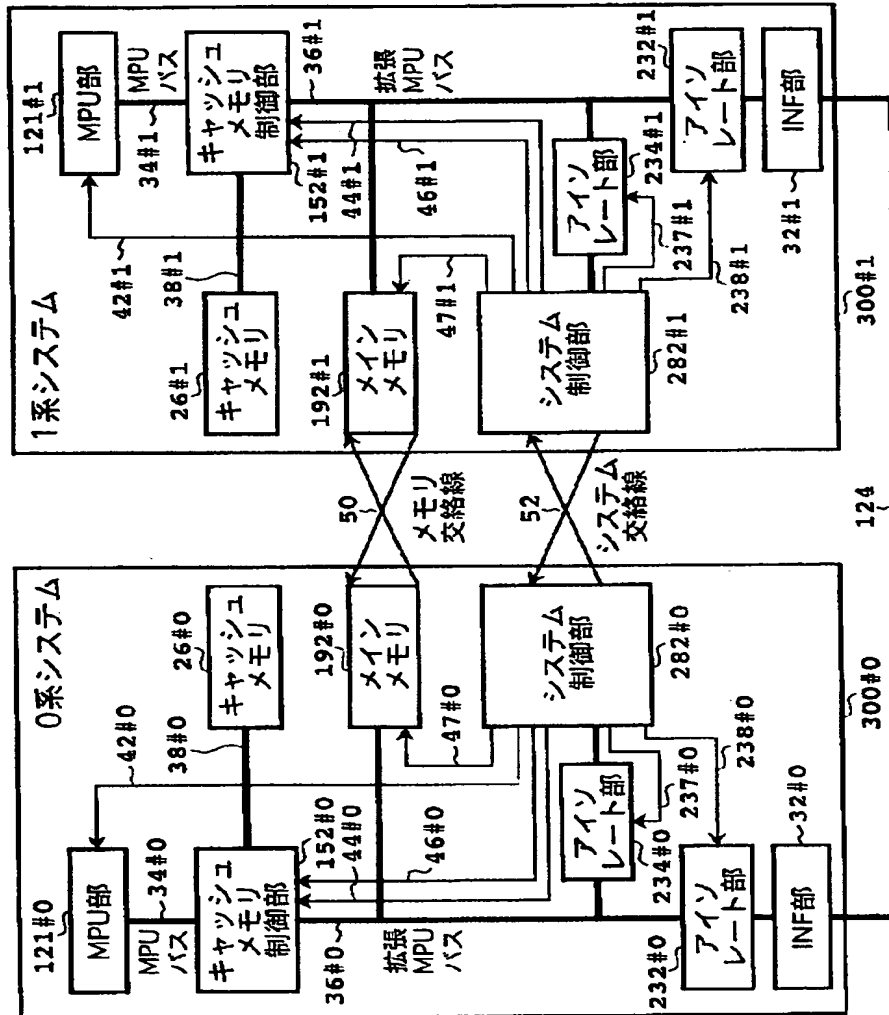 0系システム
121#0
MPU部
42#0
34#0
MPU
バス
38#0
26#0
キャッシュ
メモリ
キャッシュ
メモリ
制御部
152#0
44#0
46#0
36#0
拡張
MPU
バス
192#0
メイン
メモリ
47#0
システム
制御部
282#0
アイソ
レート部
234#0
237#0
238#0
232#0
アイソ
レート部
32#0
INF部
300#0
50
メモリ
交絡線
52
システム
交絡線
124
1系システム
121#1
MPU部
42#1
34#1
MPU
バス
38#1
26#1
キャッシュ
メモリ
キャッシュ
メモリ
制御部
152#1
44#1
46#1
36#1
拡張
MPU
バス
192#1
メイン
メモリ
47#1
システム
制御部
282#1
アイソ
レート部
234#1
237#1
238#1
232#1
アイソ
レート部
32#1
INF部
300#1